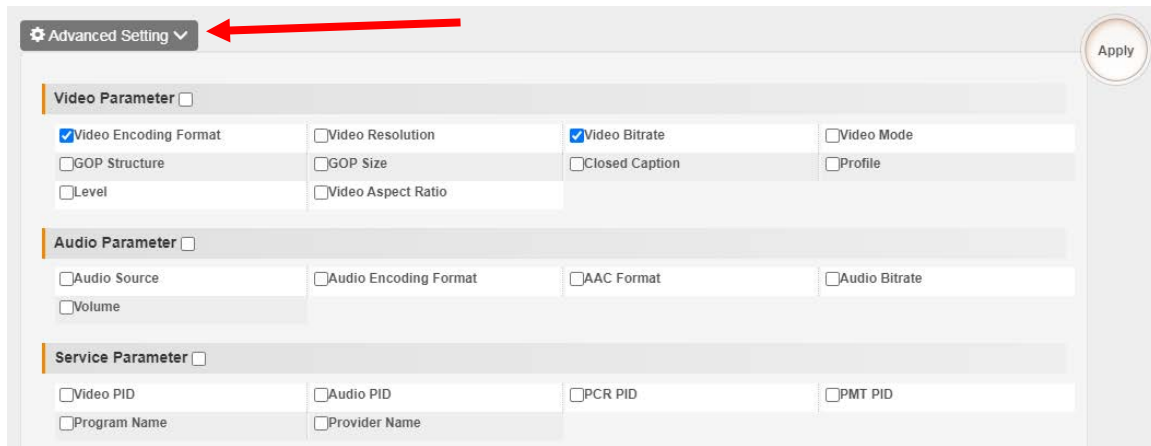 Advanced Setting
Apply
Video Parameter
Video Encoding Format Video Resolution Video Bitrate Video Mode
GOP Structure GOP Size Closed Caption Profile
Level Video Aspect Ratio
Audio Parameter
Audio Source Audio Encoding Format AAC Format Audio Bitrate
Volume
Service Parameter
Video PID Audio PID PCR PID PMT PID
Program Name Provider Name